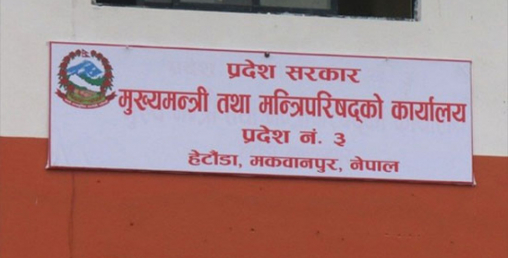 प्रदेश सरकार
मुख्यमन्त्री तथा मन्त्रिपरिषद्को कार्यालय
प्रदेश नं. ३
हेटौंडा, मकवानपुर, नेपाल